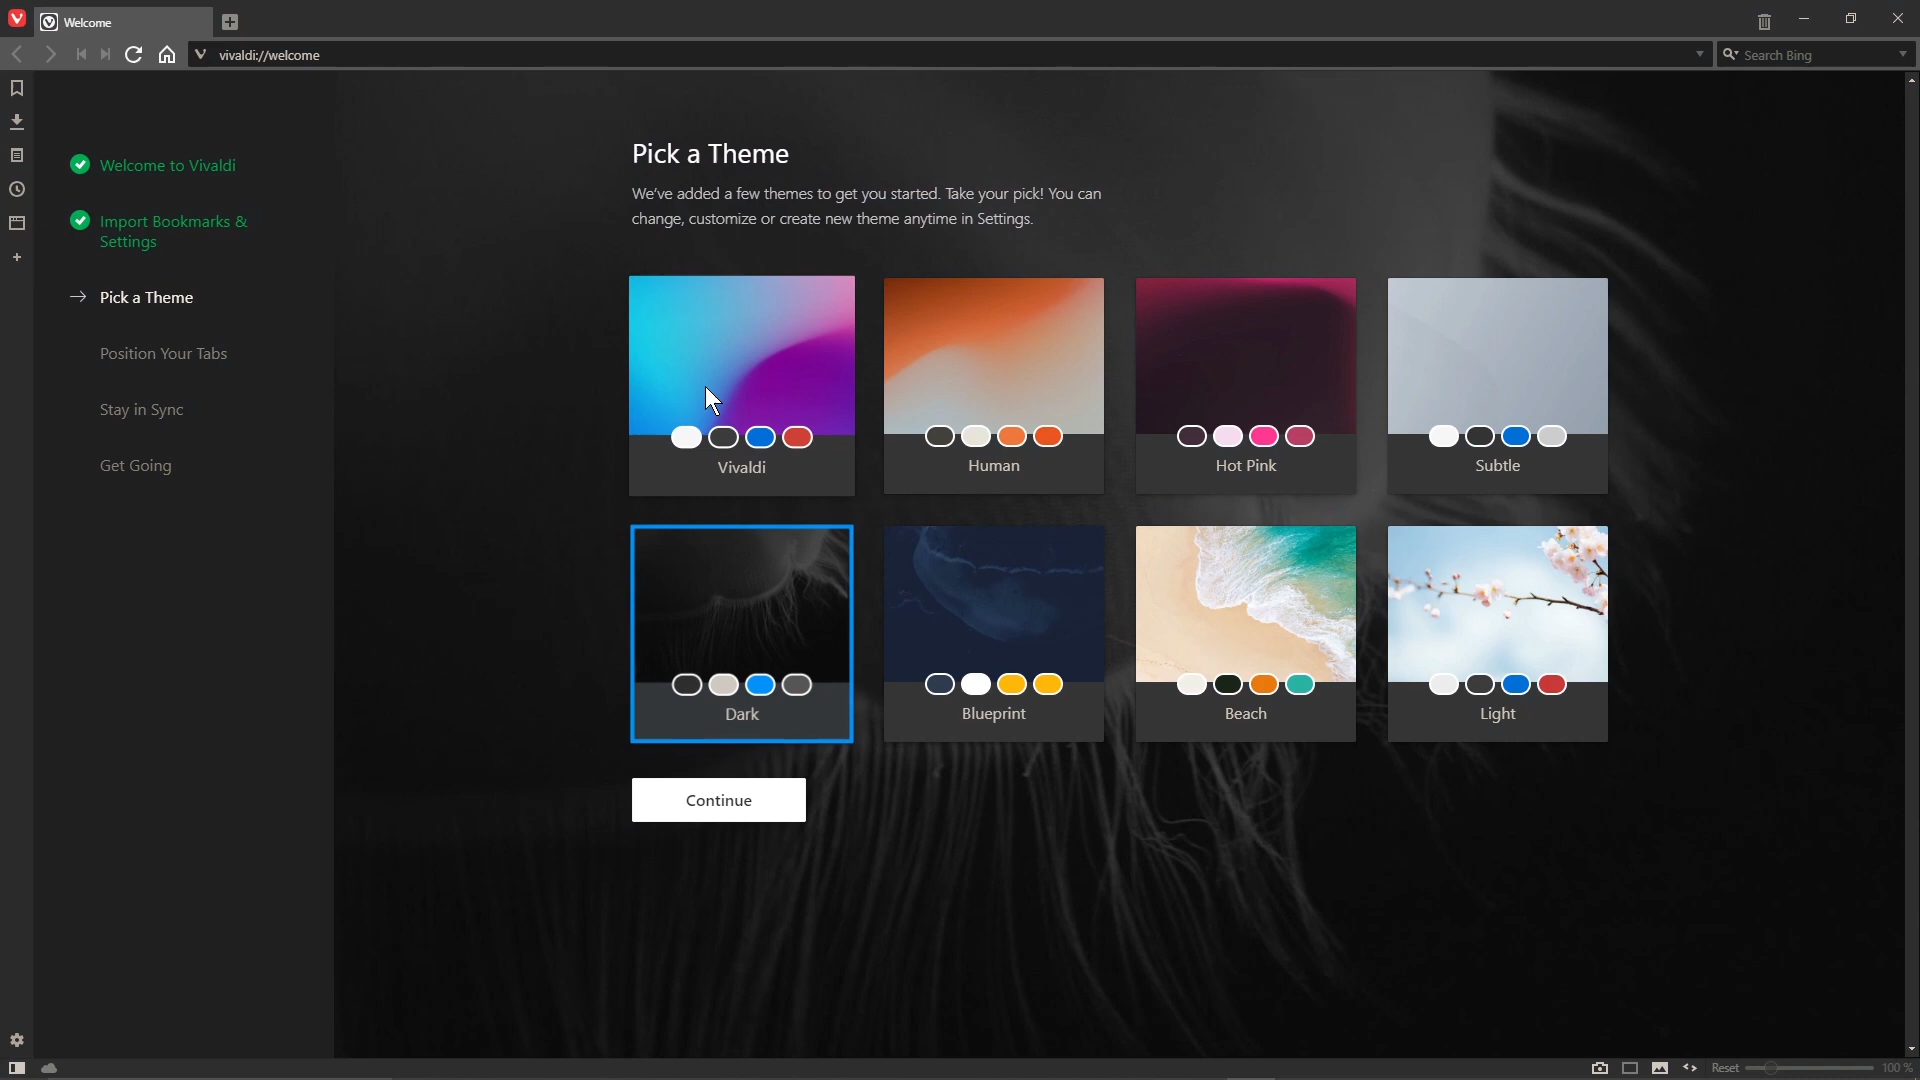 Welcome
vivaldi://welcome
Search Bing
Welcome to Vivaldi
Import Bookmarks &
Settings
Pick a Theme
Position Your Tabs
Stay in Sync
Get Going
Pick a Theme
We've added a few themes to get you started. Take your pick! You can
change, customize or create new theme anytime in Settings.
Vivaldi
Human
Hot Pink
Subtle
Dark
Blueprint
Beach
Light
Continue
Reset
100 %